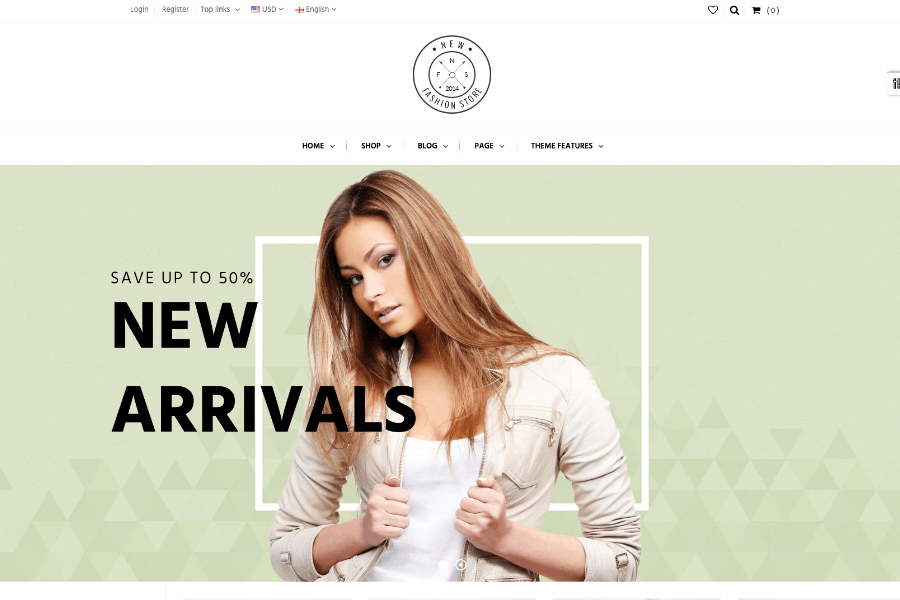 Login
Register
Top links
USD
English
(0)
NEW
N
F S
2014
FASHION STORE
HOME
SHOP
BLOG
PAGE
THEME FEATURES
SAVE UP TO 50%
NEW
ARRIVALS